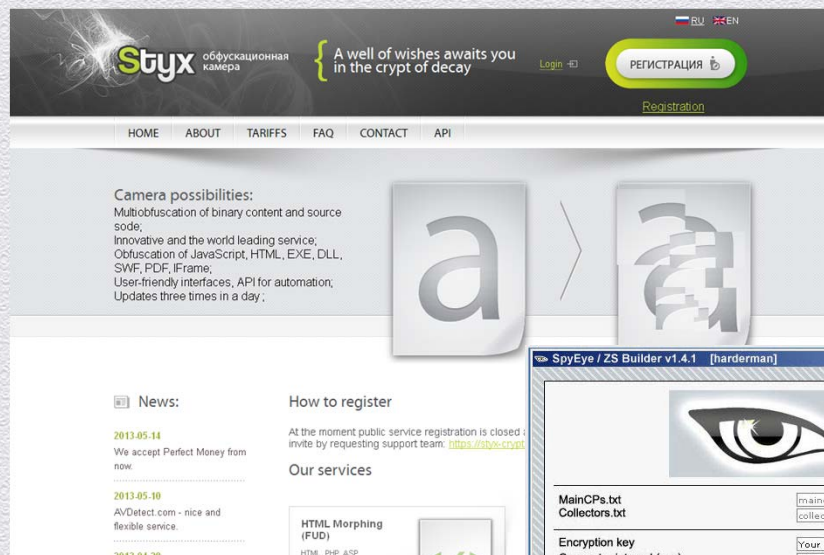 RU EN
Styx обфускационная камера
{ A well of wishes awaits you in the crypt of decay
Login
РЕГИСТРАЦИЯ
Registration
HOME ABOUT TARIFFS FAQ CONTACT API
Camera possibilities:
Multiobfuscation of binary content and source
sode;
Innovative and the world leading service;
Obfuscation of JavaScript, HTML, EXE, DLL,
SWF, PDF, IFrame;
User-friendly interfaces, API for automation;
Updates three times in a day ;
a a
News:
2013-05-14
We accept Perfect Money from
now.
2013-05-10
AVDetect.com - nice and
flexible service.
How to register
At the moment public service registration is closed
invite by requesting support team: https://styx-crypt
Our services
HTML Morphing
(FUD)
HTML, PHP, ASP
SpyEye / ZS Builder v1.4.1 [harderman]
MainCPs.txt
Collectors.txt
Encryption key
Your